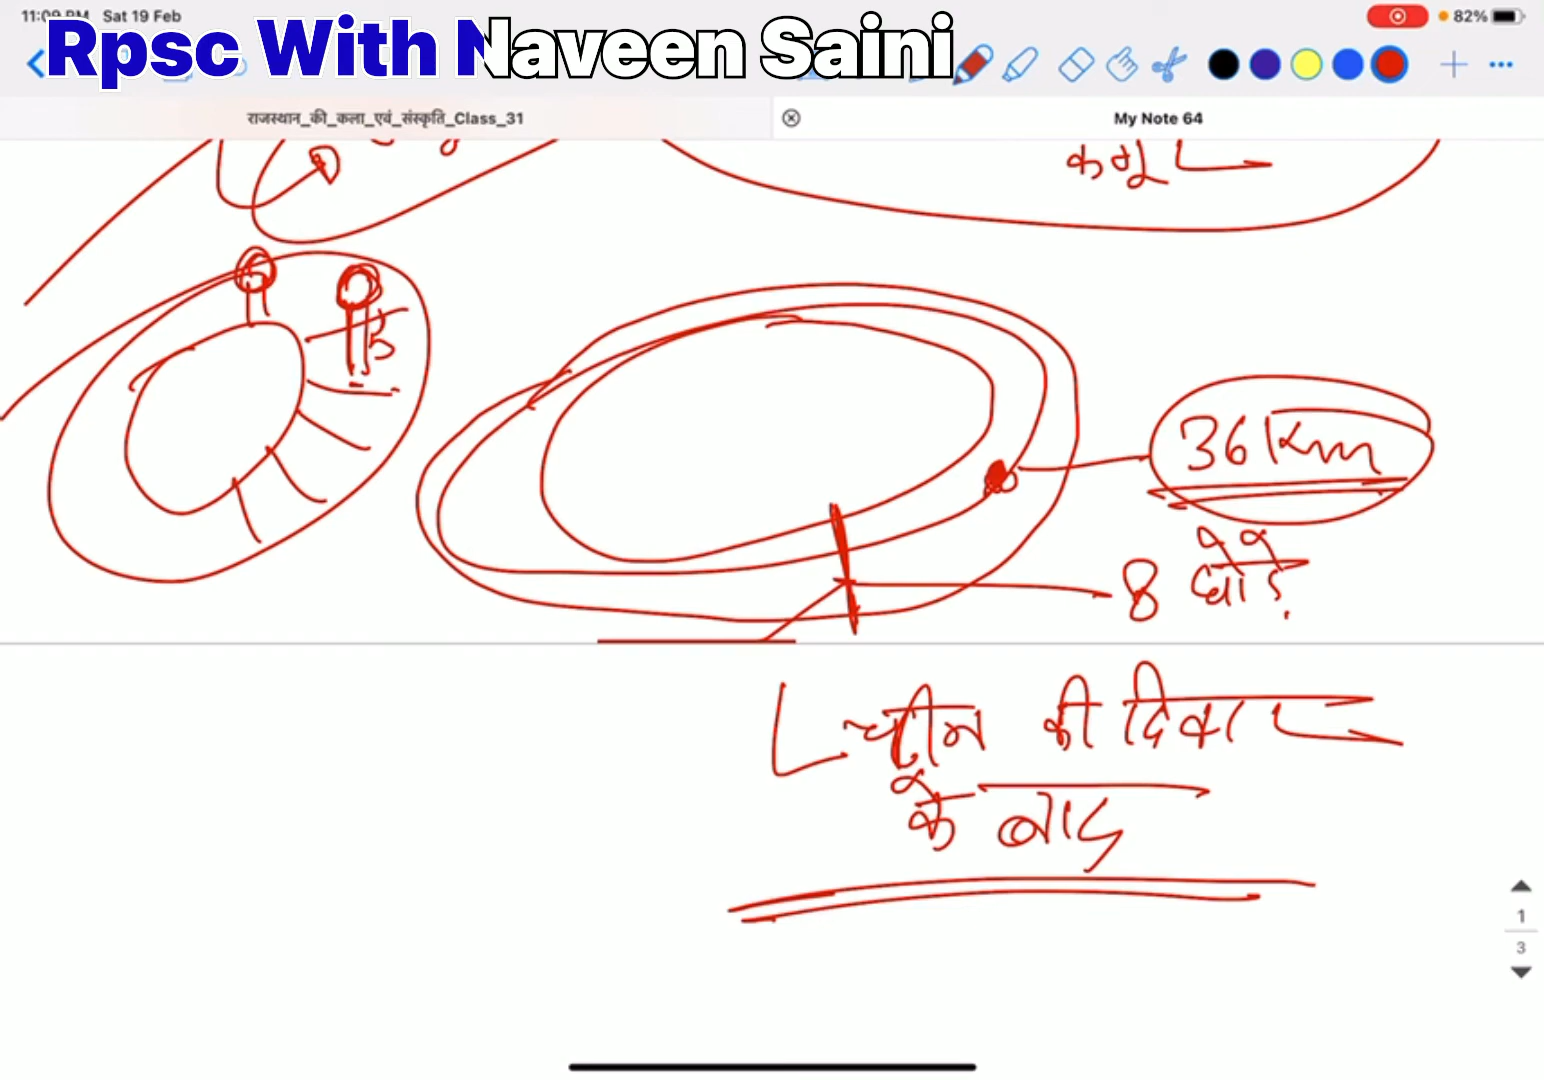 11:09 PM Sat 19 Feb
82%
Rpsc With Naveen Saini
राजस्थान_की_कला_एवं_संस्कृति_Class_31
My Note 64
36 Km
8 घोड़े
चीन की दिवार
के बाद
1
3